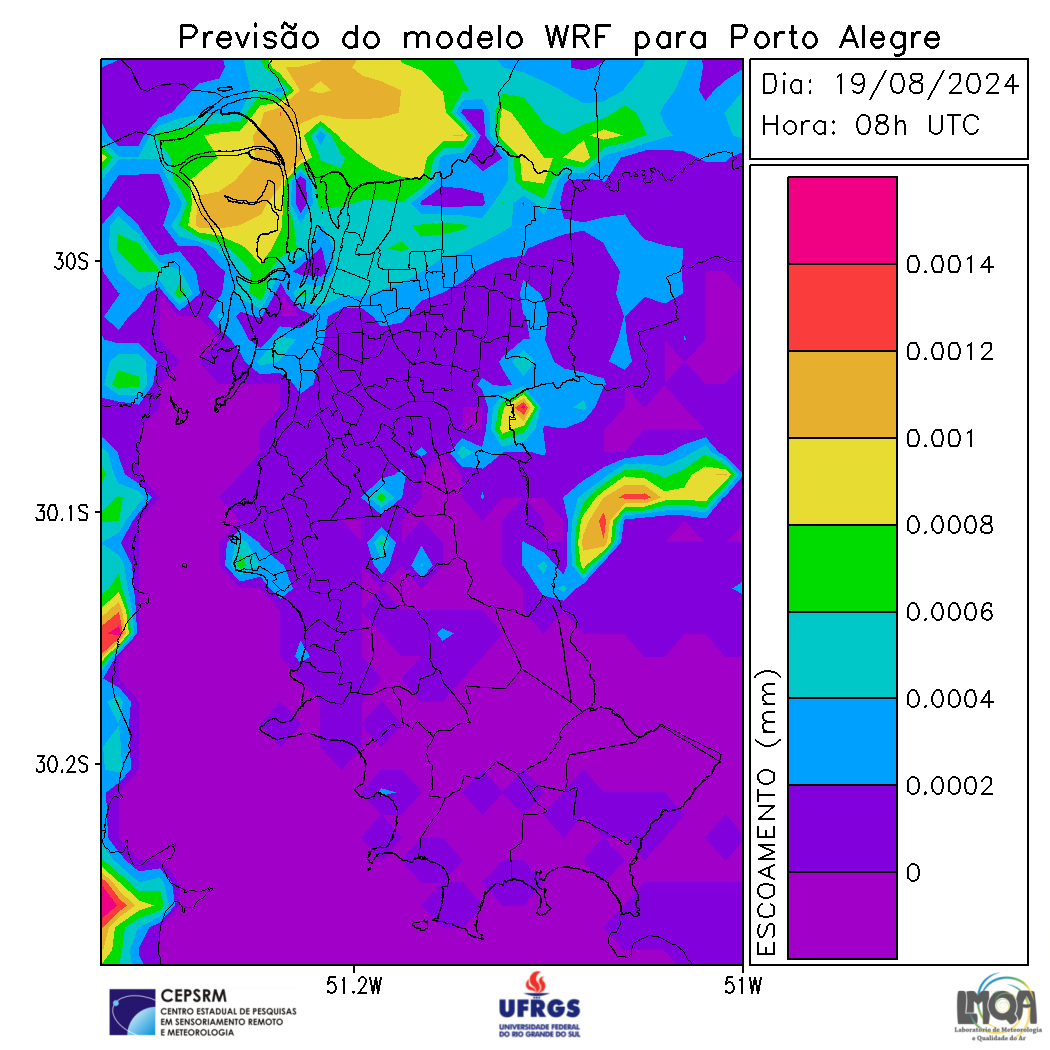 Previsão do modelo WRF para Porto Alegre
Dia: 19/08/2024
Hora: 08h UTC
30S
30.1S
30.2S
51.2W
51W
0.0014
0.0012
0.001
0.0008
0.0006
0.0004
0.0002
0
ESCOAMENTO (mm)
CEPSRM
CENTRO ESTADUAL DE PESQUISAS
EM SENSORIAMENTO REMOTO
E METEOROLOGIA
UFRGS
UNIVERSIDADE FEDERAL
DO RIO GRANDE DO SUL
LMQA
Laboratório de Meteorologia
e Qualidade do Ar